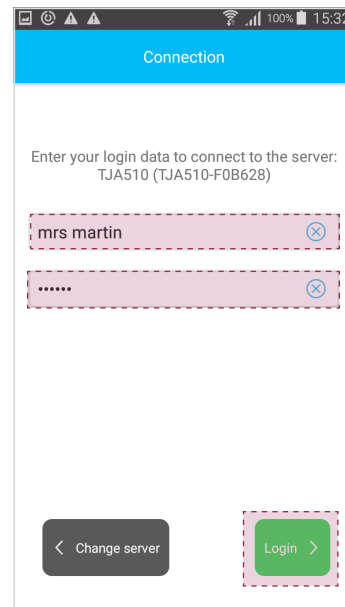 100% 15:32
Connection
Enter your login data to connect to the server:
TJA510 (TJA510-F0B628)
mrs martin
••••••
Change server
Login